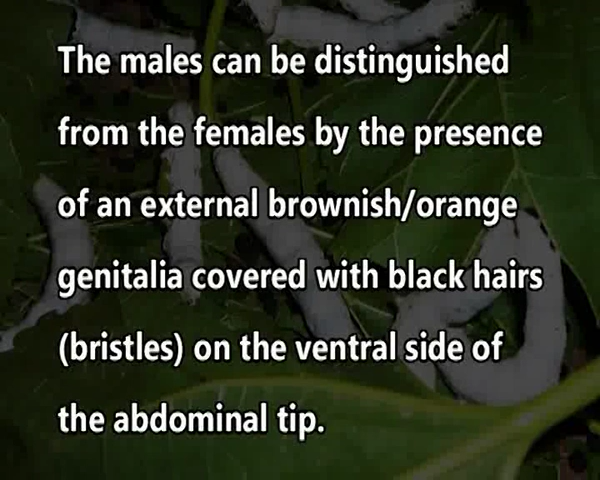 The males can be distinguished
from the females by the presence
of an external brownish/orange
genitalia covered with black hairs
(bristles) on the ventral side of
the abdominal tip.